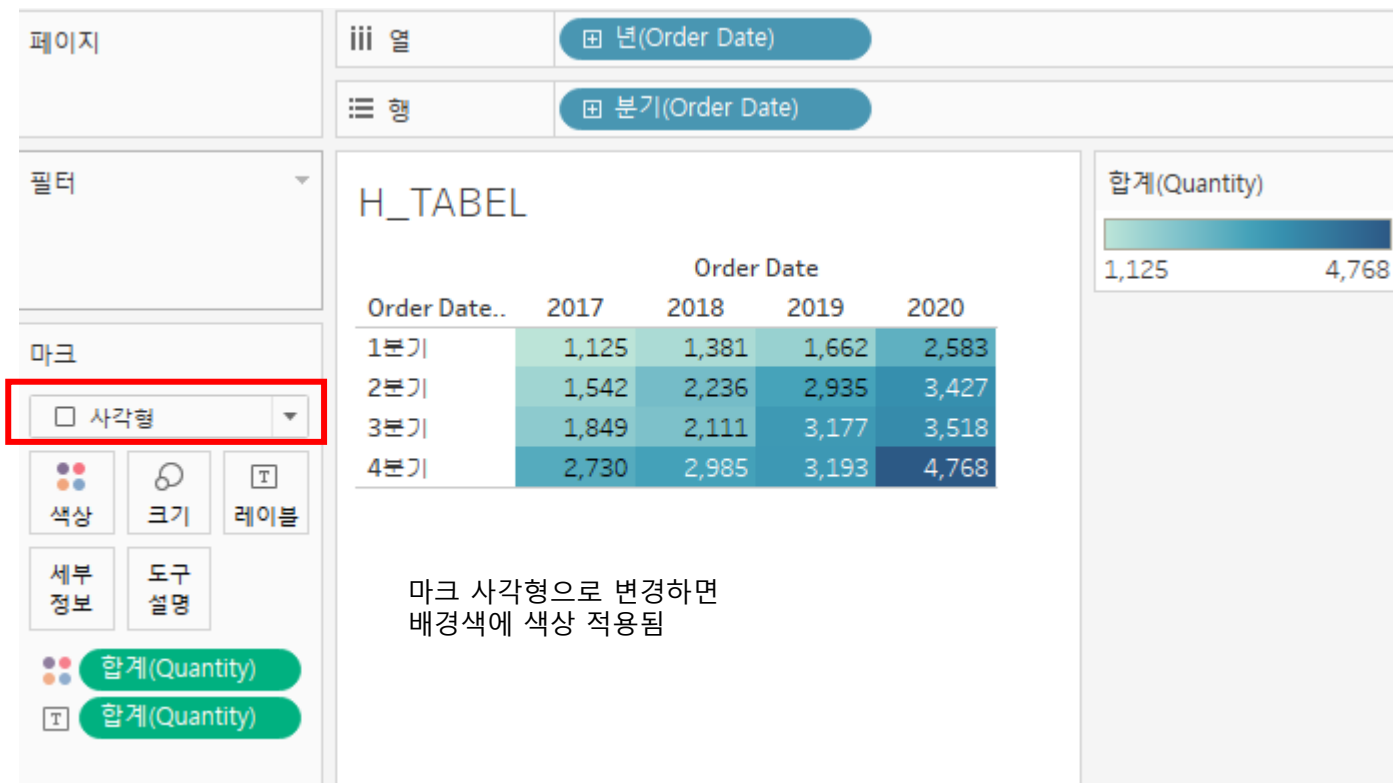 페이지
iii 열
년(Order Date)
행
분기(Order Date)
필터
H_TABEL
합계(Quantity)
1,125 4,768
Order Date
Order Date.. 2017 2018 2019 2020
1분기 1,125 1,381 1,662 2,583
2분기 1,542 2,236 2,935 3,427
3분기 1,849 2,111 3,177 3,518
4분기 2,730 2,985 3,193 4,768
마크
사각형
색상 크기 레이블
세부 도구
정보 설명
합계(Quantity)
T 합계(Quantity)
마크 사각형으로 변경하면
배경색에 색상 적용됨